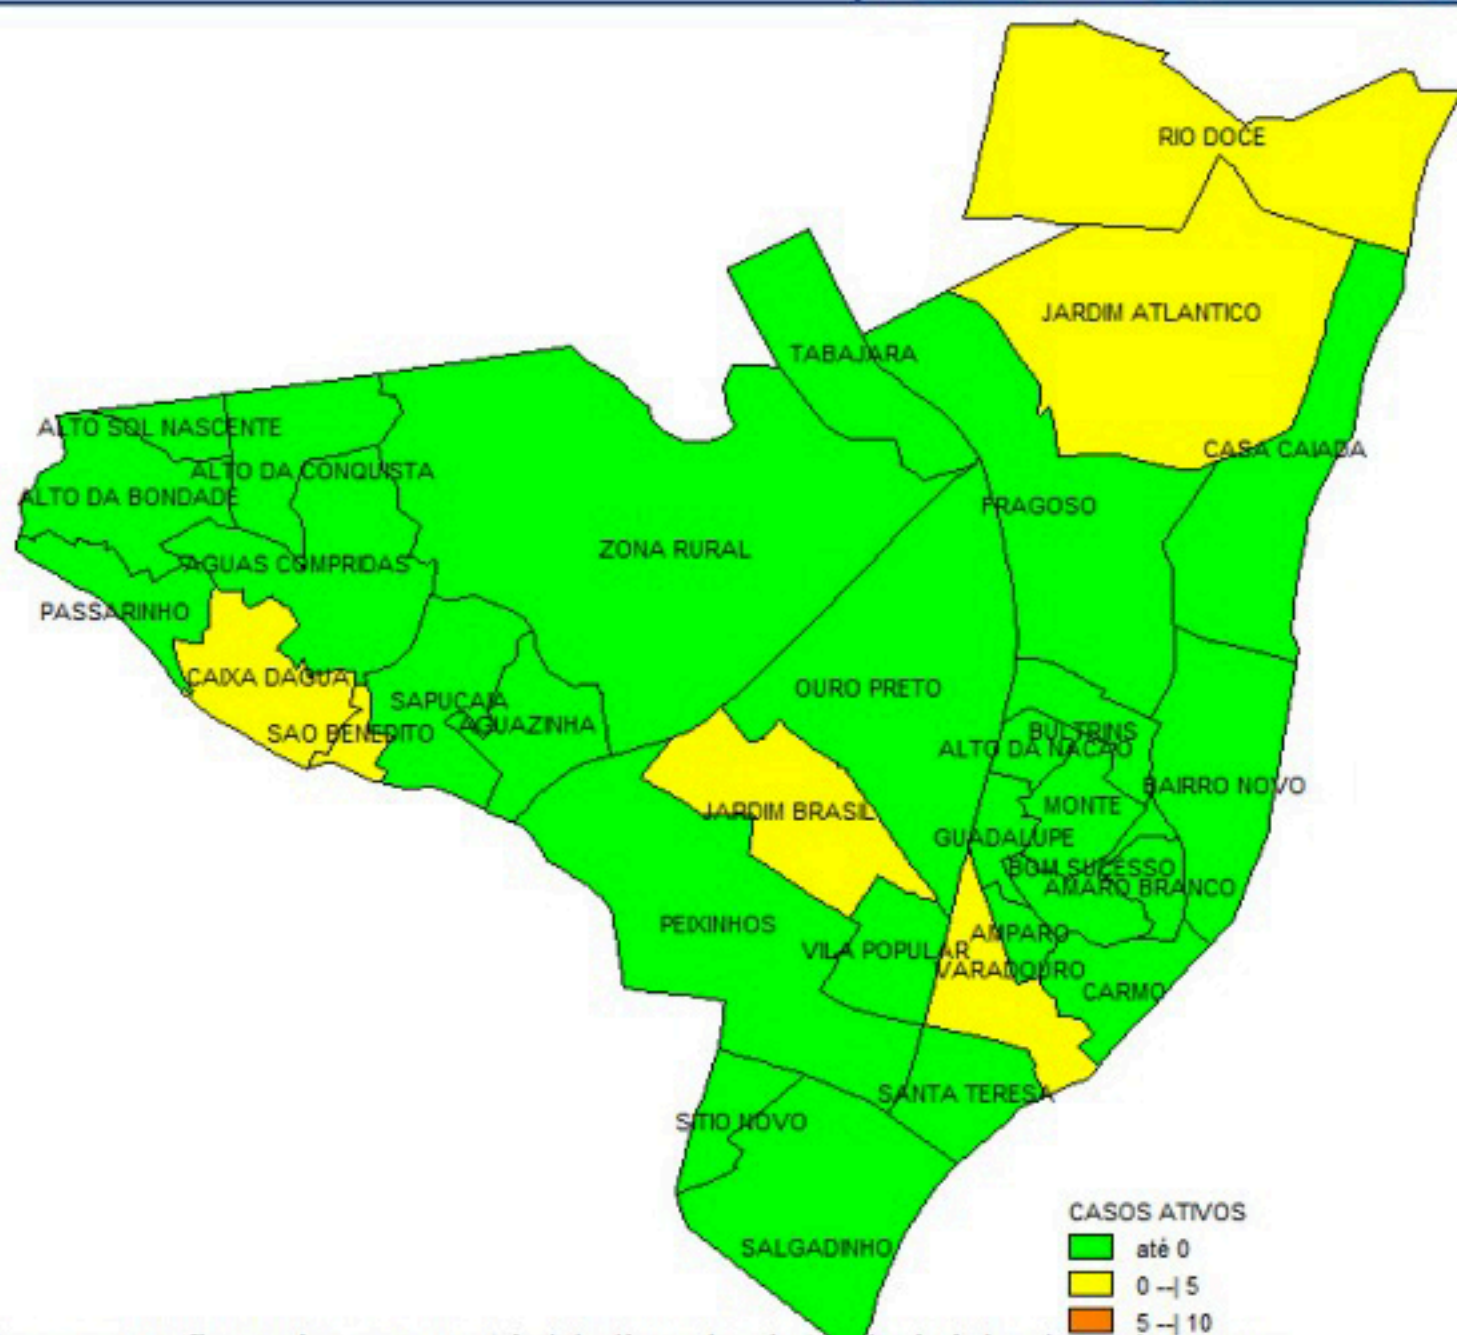 RIO DOCE
JARDIM ATLANTICO
TABAJARA
ALTO SOL NASCENTE
CASA CAIADA
ALTO DA CONQUISTA
ALTO DA BONDADE
FRAGOSO
ZONA RURAL
AGUAS COMPRIDAS
PASSARINHO
CAIXA DAGUA
OURO PRETO
SAPUCAIA
AGUAZINHA
SAO BENEDITO
BULTRINS
ALTO DA NACAO
BAIRRO NOVO
MONTE
JARDIM BRASIL
GUADALUPE
BOM SUCESSO
AMARO BRANCO
PEIXINHOS
AMPARO
VILA POPULAR
VARADOURO
CARMO
SANTA TERESA
SITIO NOVO
CASOS ATIVOS
SALGADINHO
até 0
0 --| 5
5 --| 10